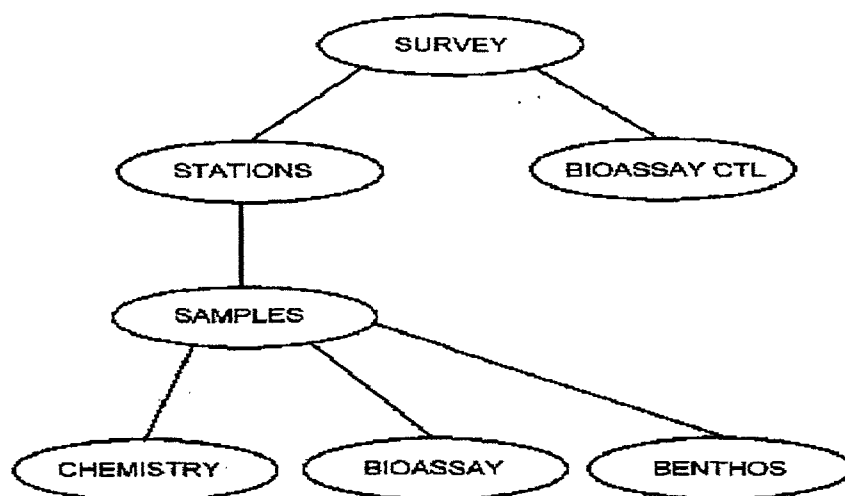 SURVEY
STATIONS
BIOASSAY CTL
SAMPLES
CHEMISTRY
BIOASSAY
BENTHOS